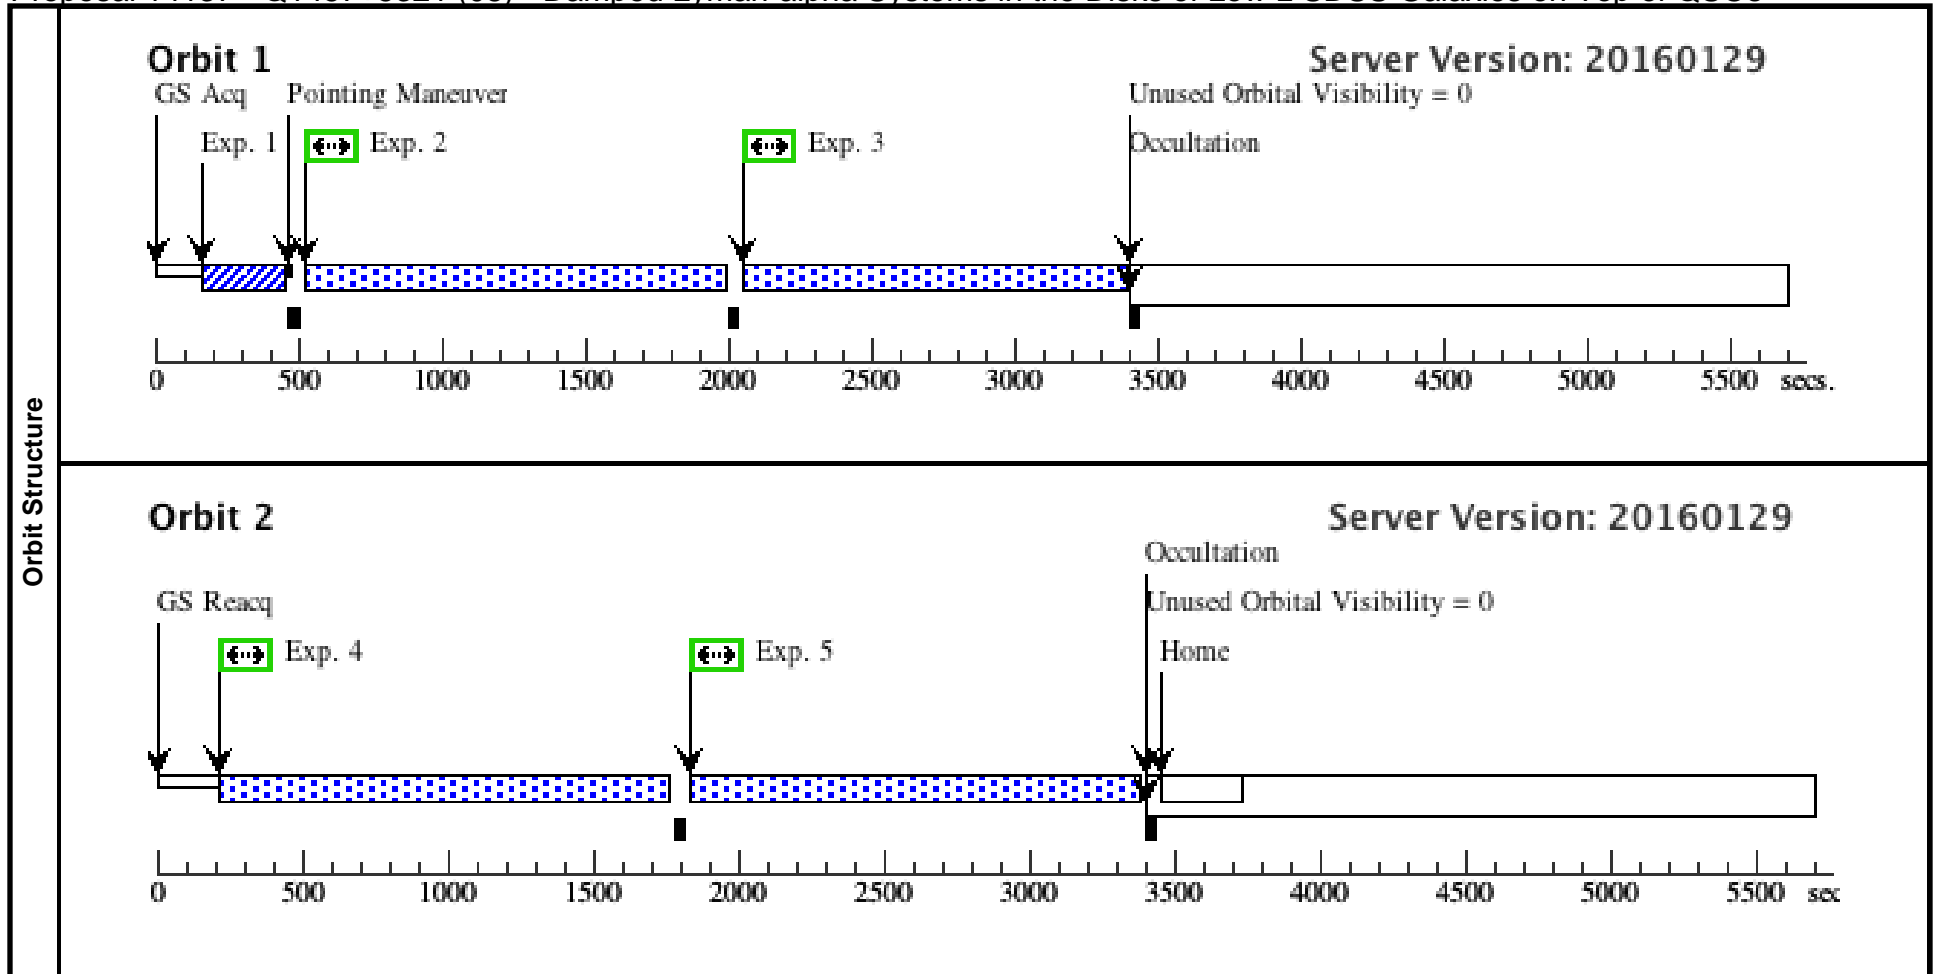 Orbit Structure
Orbit 1
Server Version: 20160129
GS Acq
Pointing Maneuver
Unused Orbital Visibility = 0
Exp. 1
Exp. 2
Exp. 3
Occultation
0 500 1000 1500 2000 2500 3000 3500 4000 4500 5000 5500 secs.
Orbit 2
Server Version: 20160129
Occultation
GS Reacq
Unused Orbital Visibility = 0
Exp. 4
Exp. 5
Home
0 500 1000 1500 2000 2500 3000 3500 4000 4500 5000 5500 sec